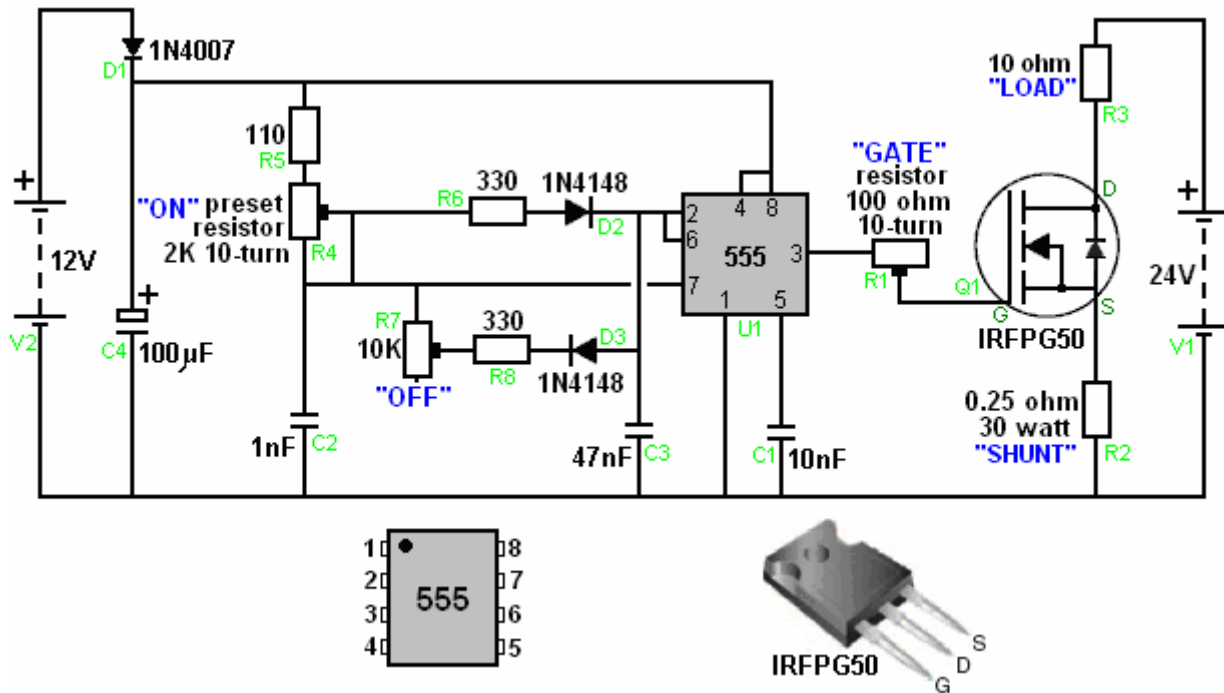 1N4007
D1
10 ohm
"LOAD"
R3
110
R5
"ON" preset
resistor
2K 10-turn
R4
330
R6
1N4148
D2
2
6
7
4
8
555
3
1
5
U1
"GATE"
resistor
100 ohm
10-turn
R1
D
Q1
G
S
IRFPG50
+
12V
V2
+
24V
V1
+
C4
100µF
R7
10K
"OFF"
330
R8
D3
1N4148
1nF
C2
47nF
C3
C1
10nF
0.25 ohm
30 watt
"SHUNT"
R2
1
2
3
4
555
8
7
6
5
IRFPG50
S
D
G